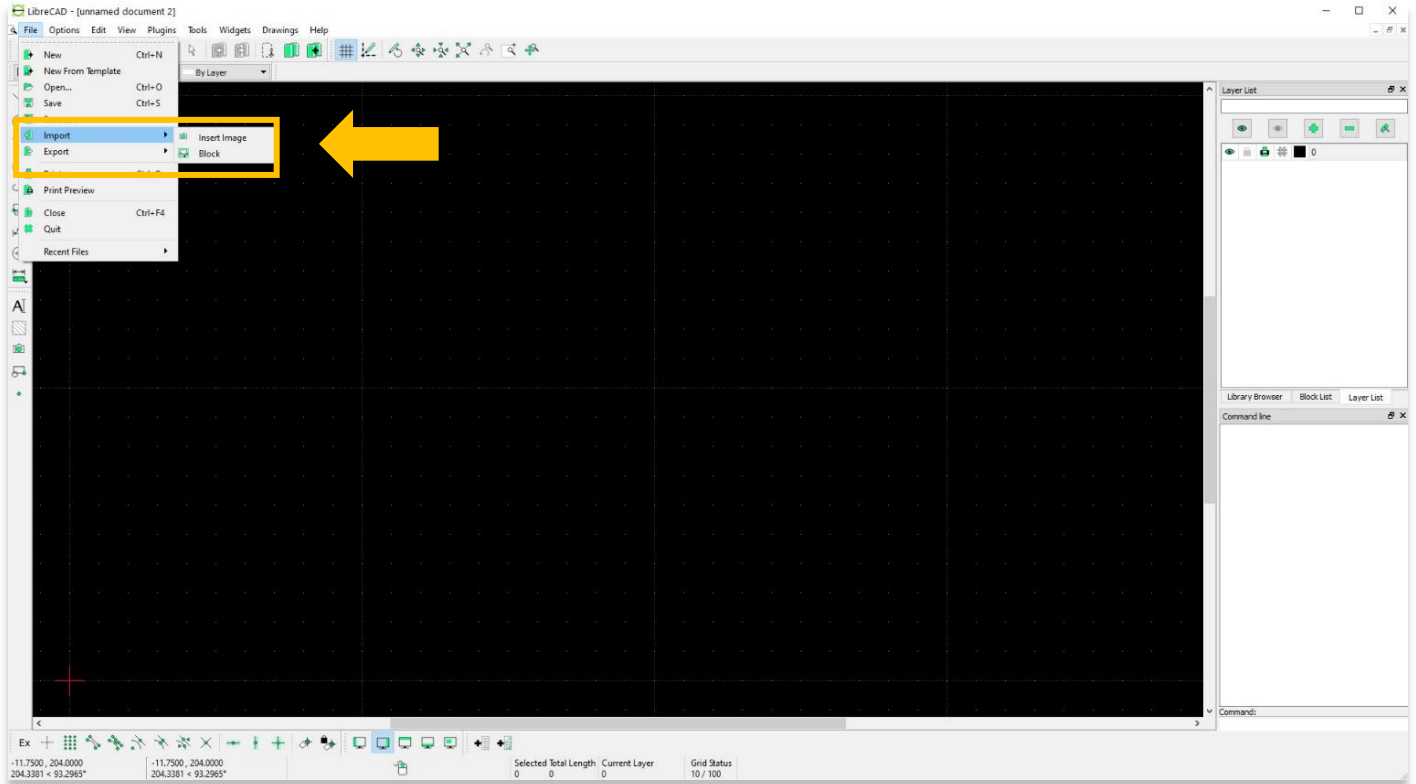 LibreCAD - [unnamed document 2]
File Options Edit View Plugins Tools Widgets Drawings Help
New Ctrl+N
New From Template
By Layer
Open... Ctrl+O
Save Ctrl+S
Import
Insert Image
Export
Block
Print Preview
Close Ctrl+F4
Quit
Recent Files
A
Layer List
0
Library Browser Block List Layer List
Command line
Command:
Ex
-11.7500 , 204.0000
204.3381 < 93.2965°
-11.7500 , 204.0000
204.3381 < 93.2965°
Selected Total Length Current Layer Grid Status
0 0 0 10 / 100